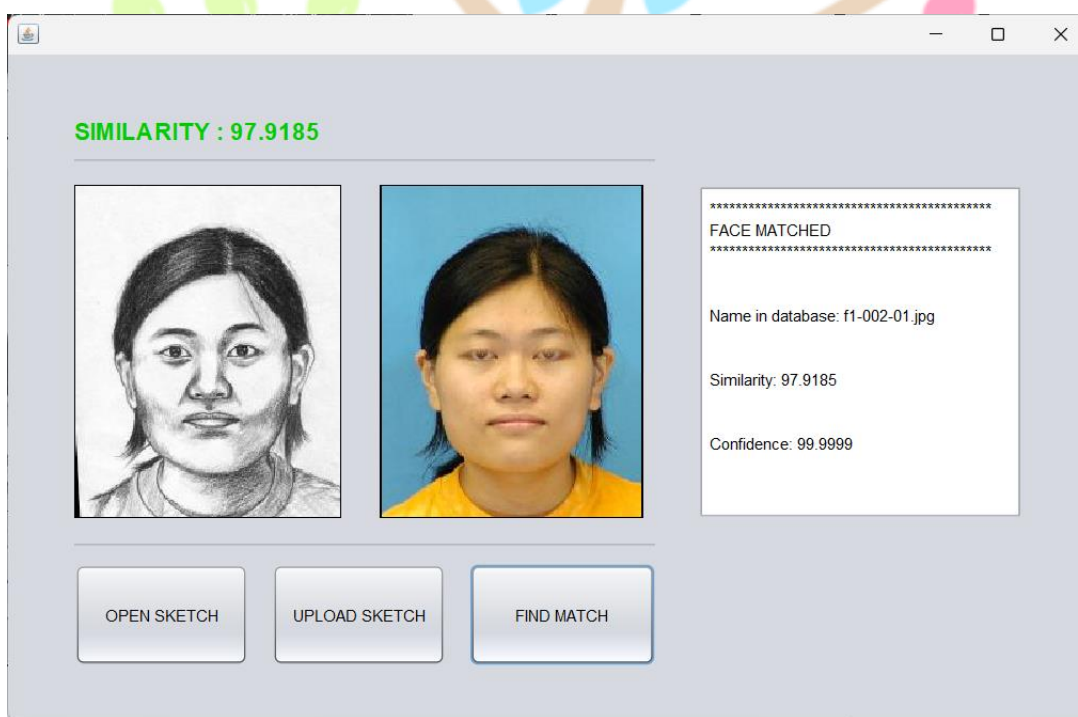 SIMILARITY : 97.9185
********************************************
FACE MATCHED
********************************************
Name in database: f1-002-01.jpg
Similarity: 97.9185
Confidence: 99.9999
OPEN SKETCH
UPLOAD SKETCH
FIND MATCH